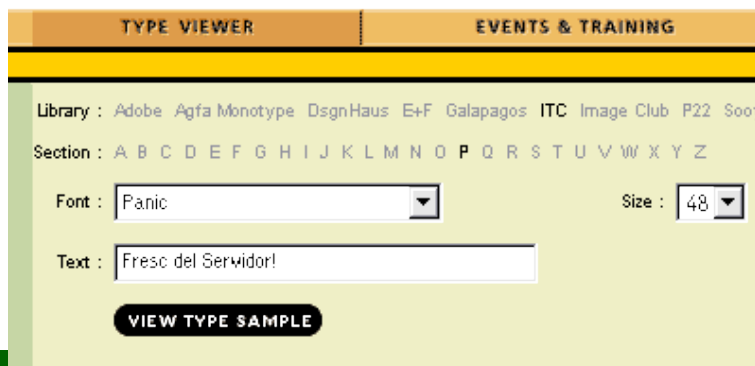 TYPE VIEWER EVENTS & TRAINING
Library : Adobe Agfa Monotype DsgnHaus E+F Galapagos ITC Image Club P22
Section : A B C D E F G H I J K L M N O P Q R S T U V W X Y Z
Font : Panic Size : 48
Text : Fresc del Servidor!
VIEW TYPE SAMPLE